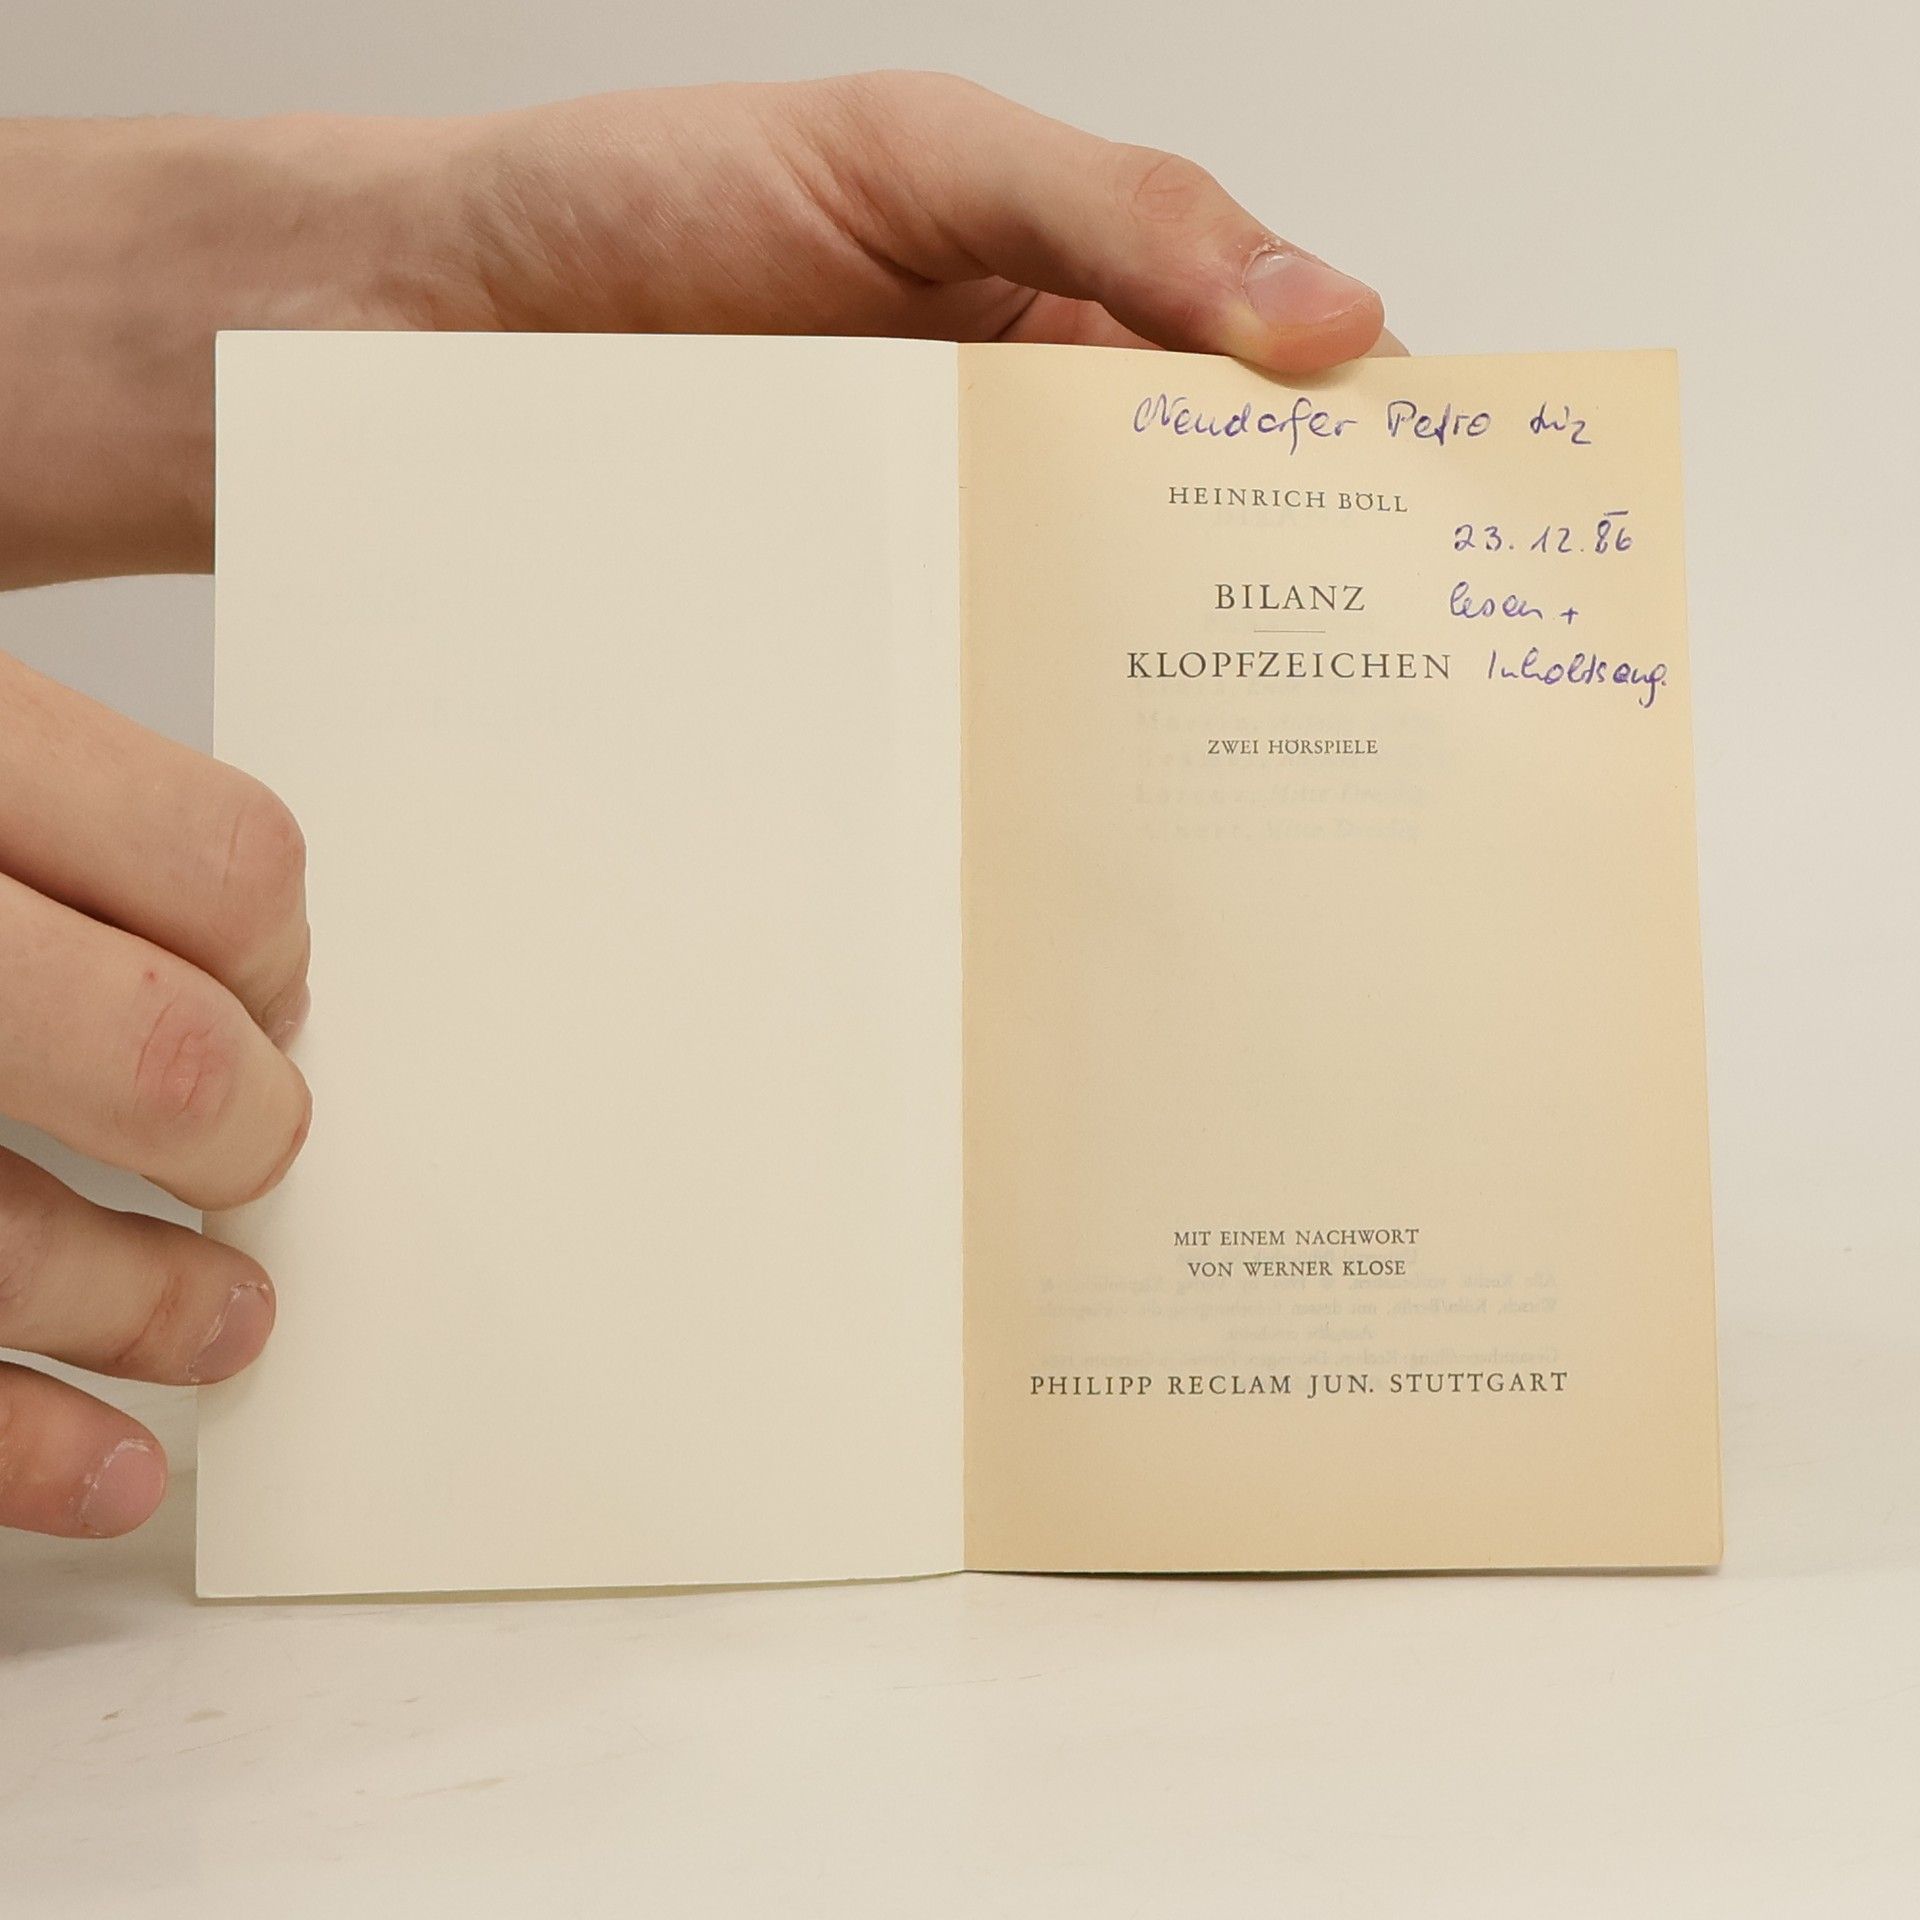 Neudorfer Petra
HEINRICH BÖLL
23.12.86
BILANZ
lesen +
KLOPFZEICHEN
Inhaltsang.
ZWEI HÖRSPIELE
MIT EINEM NACHWORT
VON WERNER KLOSE
PHILIPP RECLAM JUN. STUTTGART